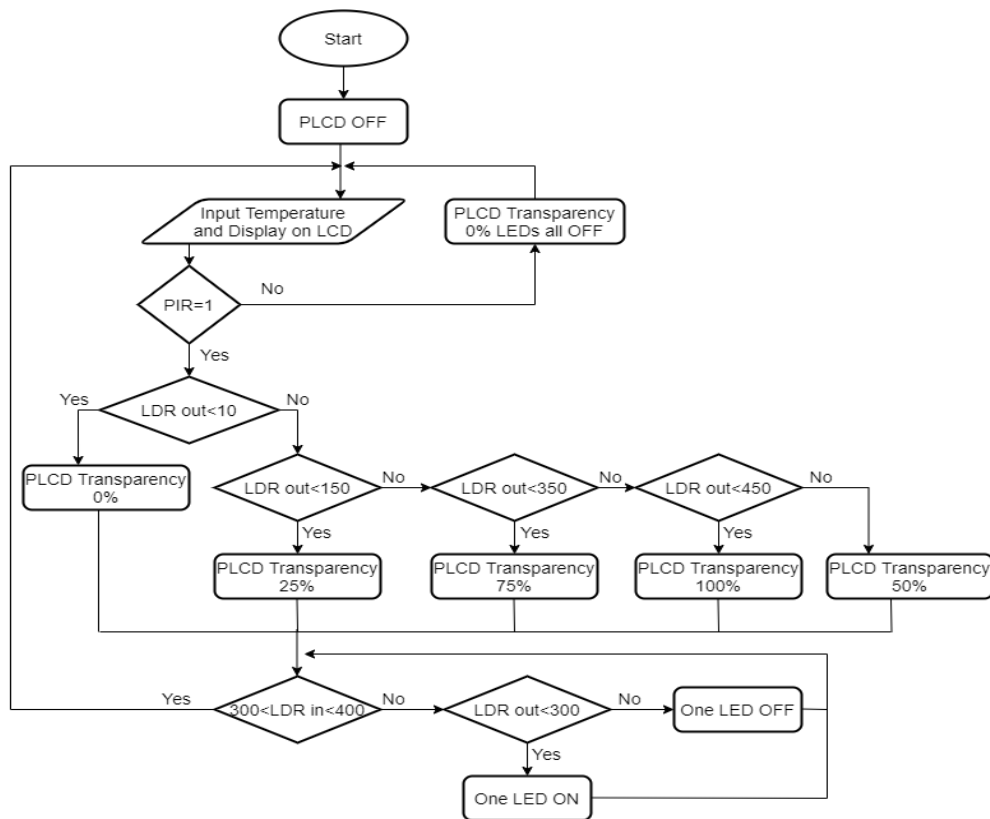 Start
PLCD OFF
Input Temperature
and Display on LCD
PLCD Transparency
0% LEDs all OFF
PIR=1
No
Yes
LDR out<10
Yes
No
PLCD Transparency
0%
LDR out<150
No
LDR out<350
No
LDR out<450
No
Yes
Yes
Yes
PLCD Transparency
25%
PLCD Transparency
75%
PLCD Transparency
100%
PLCD Transparency
50%
Yes
300<LDR in<400
No
LDR out<300
No
One LED OFF
Yes
One LED ON